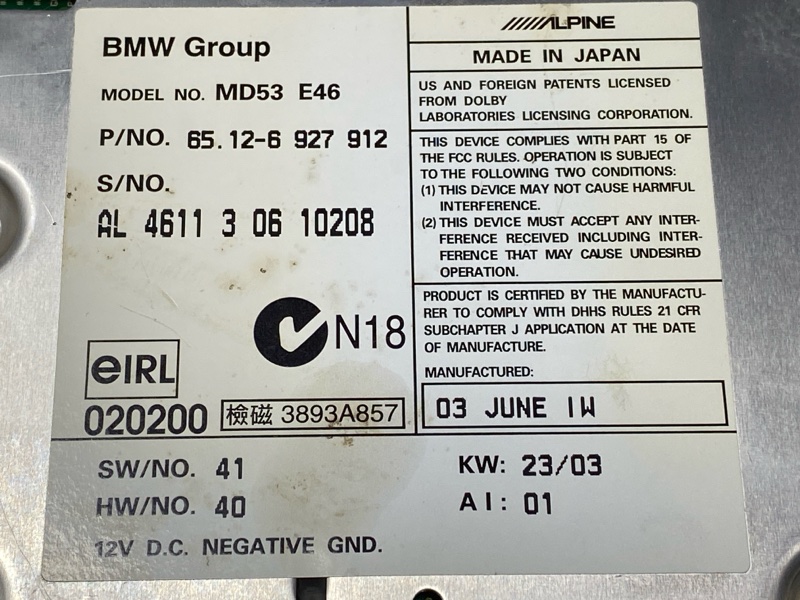 BMW Group
MODEL NO. MD53 E46
P/NO. 65.12-6 927 912
S/NO.
AL 4611 3 06 10208
N18
eIRL
020200
檢磁 3893A857
ALPINE
MADE IN JAPAN
US AND FOREIGN PATENTS LICENSED
FROM DOLBY
LABORATORIES LICENSING CORPORATION.
THIS DEVICE COMPLIES WITH PART 15 OF
THE FCC RULES. OPERATION IS SUBJECT
TO THE FOLLOWING TWO CONDITIONS:
(1) THIS DEVICE MAY NOT CAUSE HARMFUL
INTERFERENCE.
(2) THIS DEVICE MUST ACCEPT ANY INTER-
FERENCE RECEIVED INCLUDING INTER-
FERENCE THAT MAY CAUSE UNDESIRED
OPERATION.
PRODUCT IS CERTIFIED BY THE MANUFACTU-
RER TO COMPLY WITH DHHS RULES 21 CFR
SUBCHAPTER J APPLICATION AT THE DATE
OF MANUFACTURE.
MANUFACTURED:
03 JUNE IW
SW/NO. 41
HW/NO. 40
12V D.C. NEGATIVE GND.
KW: 23/03
AI: 01